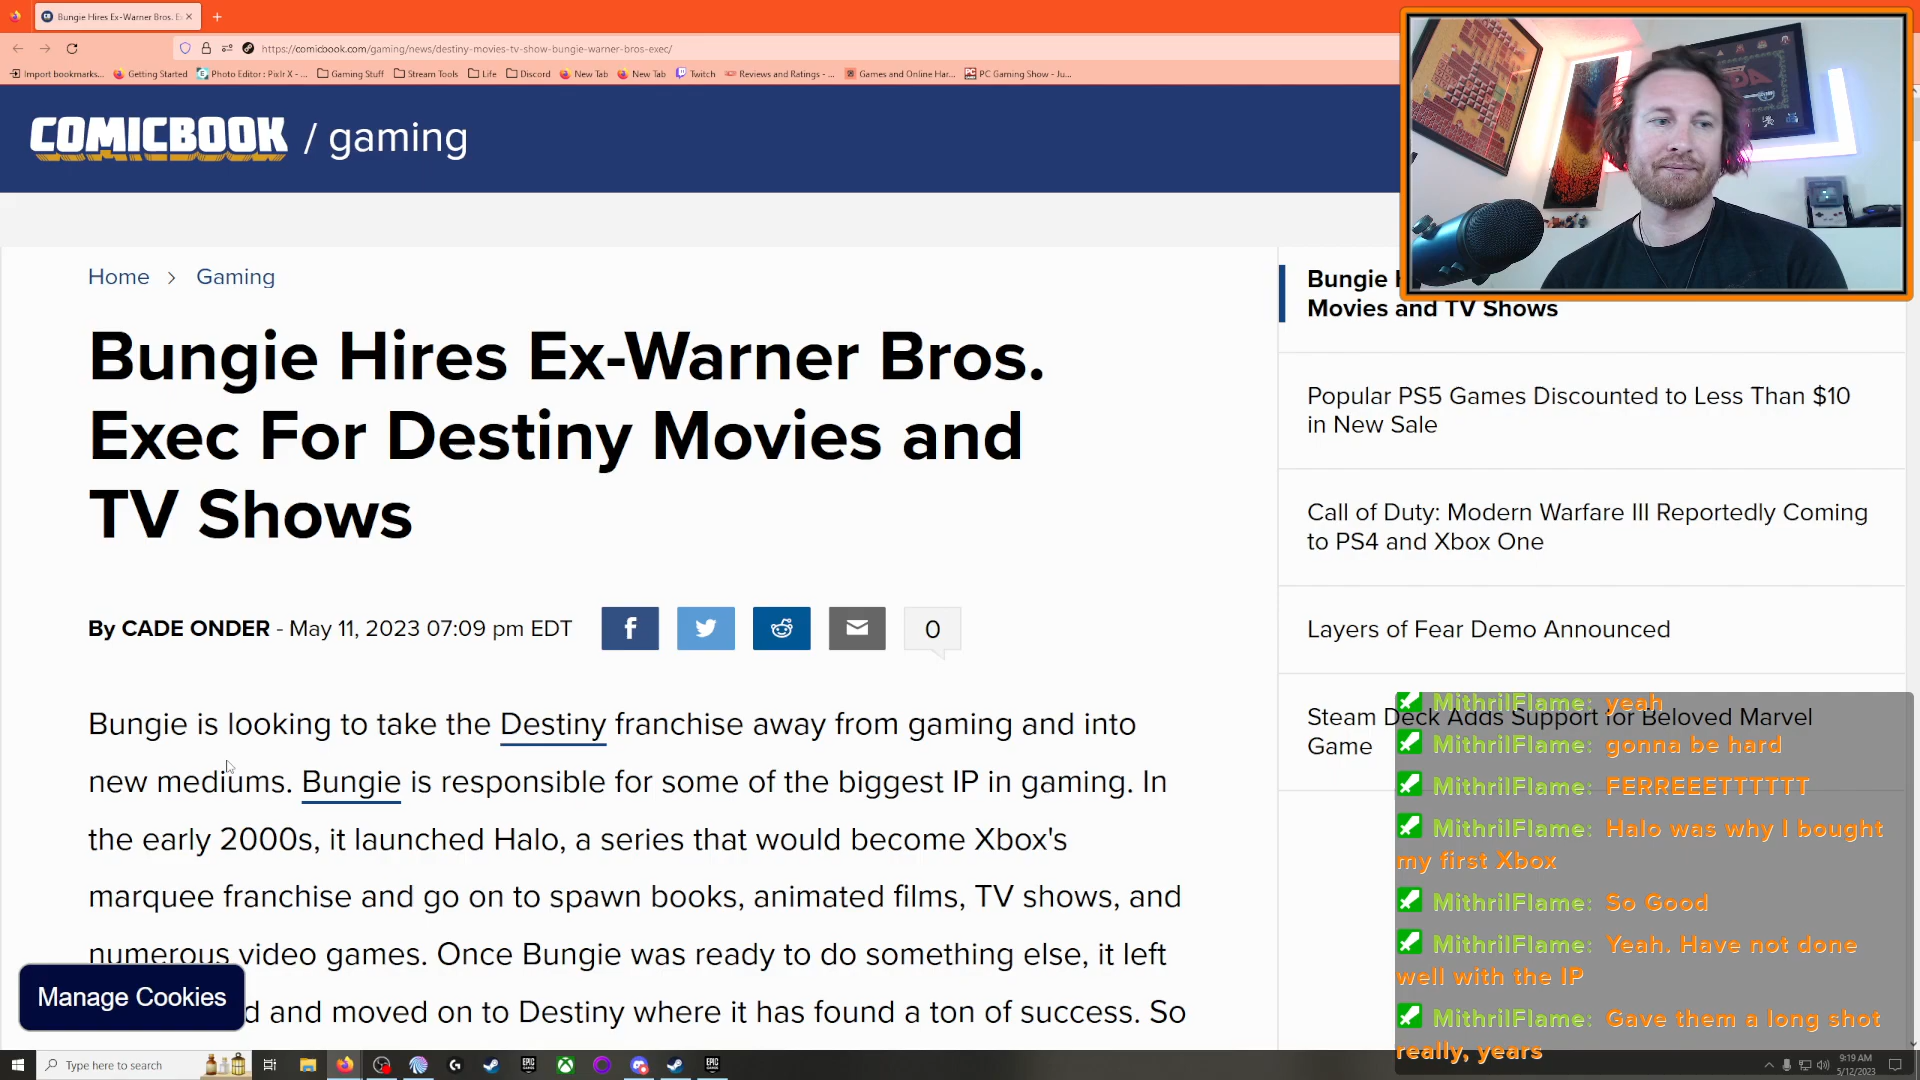 Bungie Hires Ex-Warner Bros. E
https://comicbook.com/gaming/news/destiny-movies-tv-show-bungie-warner-bros-exec/
Import bookmarks... Getting Started Photo Editor : Pixlr X - ... Gaming Stuff Stream Tools Life Discord New Tab New Tab Twitch Reviews and Ratings - ... Games and Online Har... PC Gaming Show - Ju...
COMICBOOK / gaming
Home > Gaming
Bungie Hires Ex-Warner Bros.
Exec For Destiny Movies and
TV Shows
By CADE ONDER - May 11, 2023 07:09 pm EDT
0
Bungie is looking to take the Destiny franchise away from gaming and into
new mediums. Bungie is responsible for some of the biggest IP in gaming. In
the early 2000s, it launched Halo, a series that would become Xbox's
marquee franchise and go on to spawn books, animated films, TV shows, and
numerous video games. Once Bungie was ready to do something else, it left
d and moved on to Destiny where it has found a ton of success. So
Manage Cookies
Bungie
Movies and TV Shows
Popular PS5 Games Discounted to Less Than $10
in New Sale
Call of Duty: Modern Warfare III Reportedly Coming
to PS4 and Xbox One
Layers of Fear Demo Announced
Steam Deck Adds Support for Beloved Marvel
Game
MithrilFlame: yeah
MithrilFlame: gonna be hard
MithrilFlame: FERREEETTTTTT
MithrilFlame: Halo was why I bought
my first Xbox
MithrilFlame: So Good
MithrilFlame: Yeah. Have not done
well with the IP
MithrilFlame: Gave them a long shot
really, years
Type here to search
9:19 AM
5/12/2023